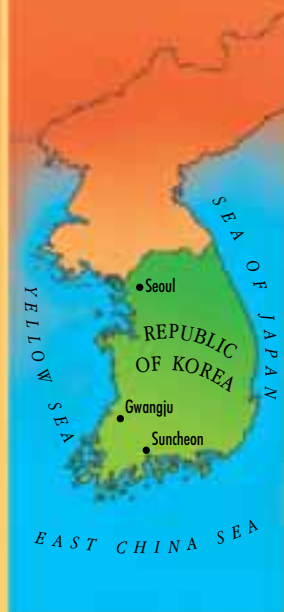 SEA OF JAPAN
Seoul
YELLOW SEA
REPUBLIC
OF KOREA
Gwangju
Suncheon
EAST CHINA SEA